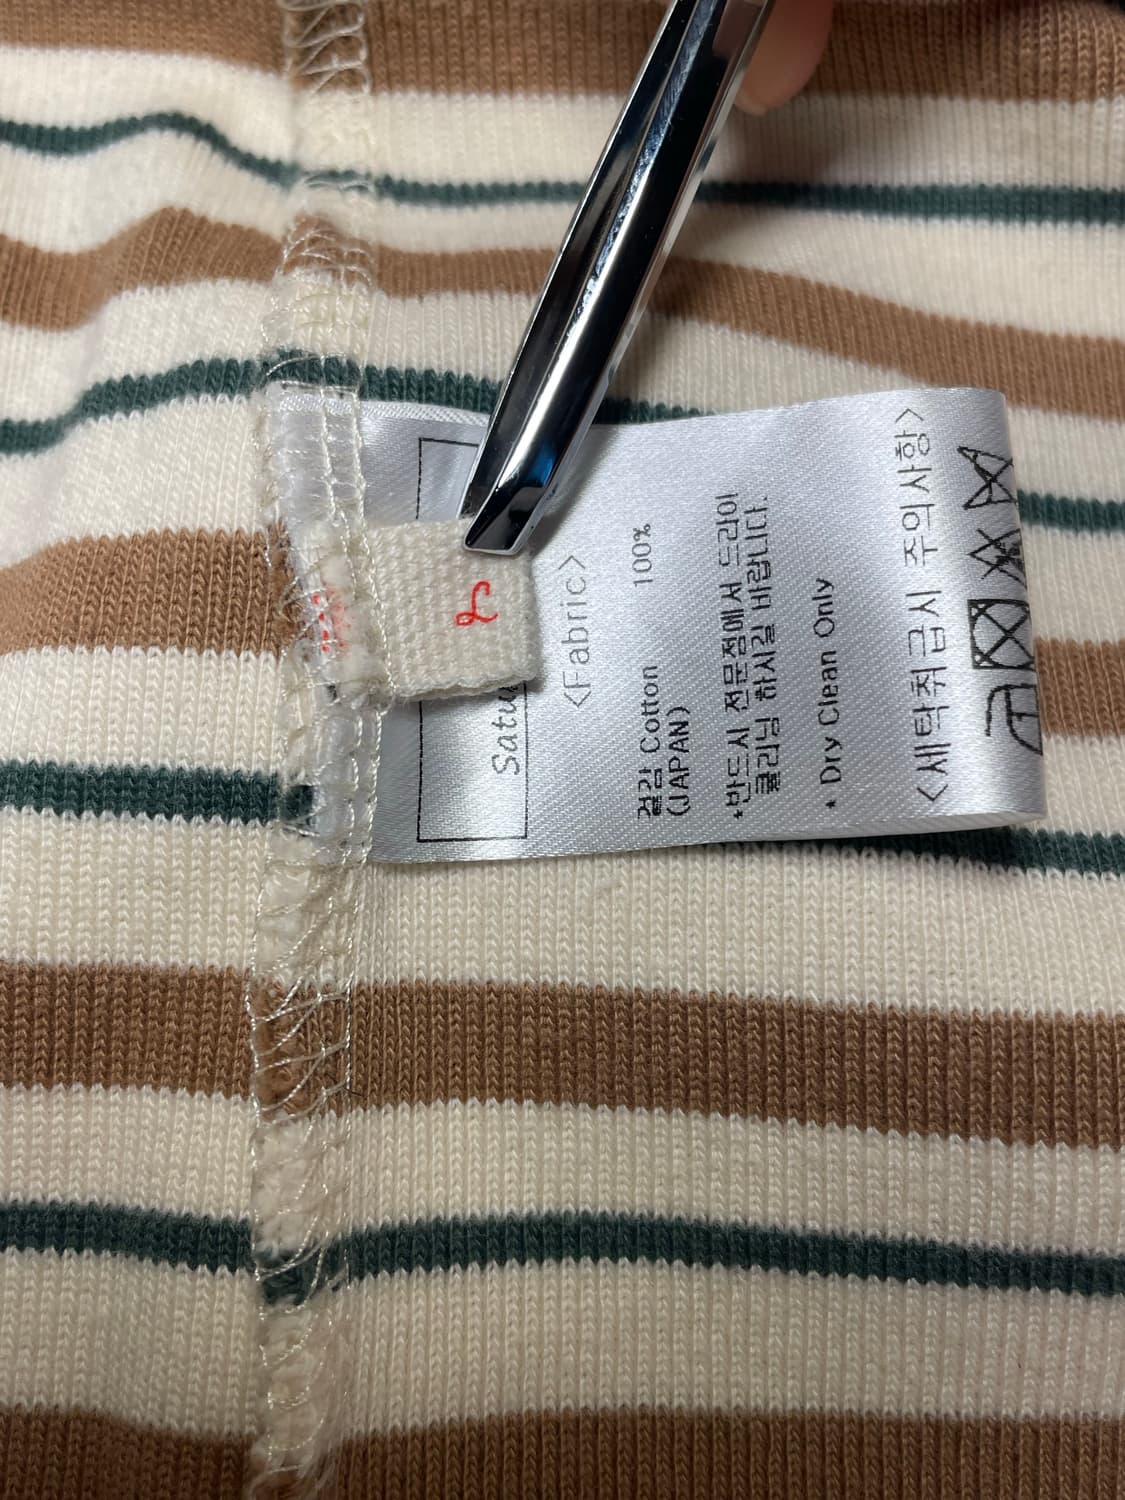 Satu
<Fabric>
겉감 Cotton 100%
(JAPAN)
*반드시 전문점에서 드라이
클리닝 하시길 바랍니다.
* Dry Clean Only
<세탁취급시 주의사항>